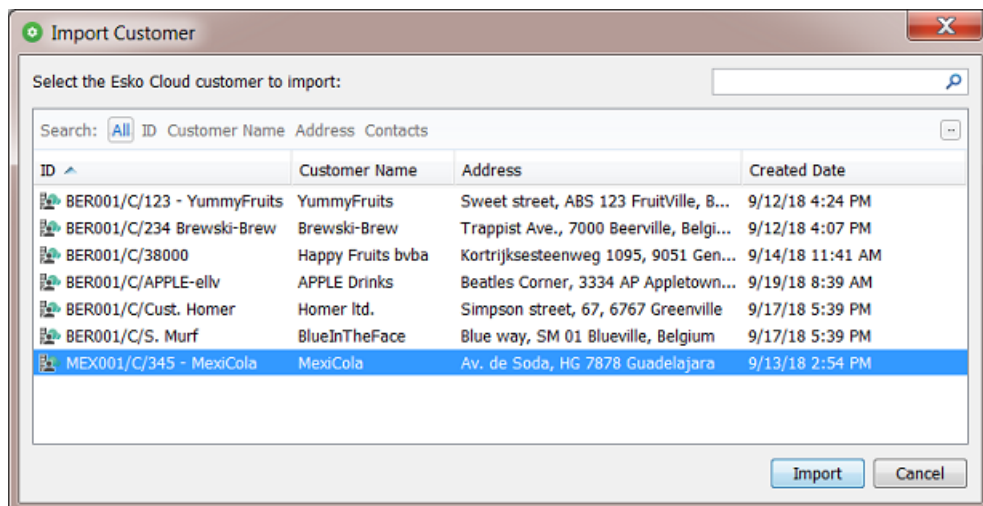 Import Customer
Select the Esko Cloud customer to import:
Search: All ID Customer Name Address Contacts
ID Customer Name Address Created Date
BER001/C/123 - YummyFruits YummyFruits Sweet street, ABS 123 FruitVille, B... 9/12/18 4:24 PM
BER001/C/234 Brewski-Brew Brewski-Brew Trappist Ave., 7000 Beerville, Belgi... 9/12/18 4:07 PM
BER001/C/38000 Happy Fruits bvba Kortrijksesteenweg 1095, 9051 Gen... 9/14/18 11:41 AM
BER001/C/APPLE-ellv APPLE Drinks Beatles Corner, 3334 AP Appletown... 9/19/18 8:39 AM
BER001/C/Cust. Homer Homer ltd. Simpson street, 67, 6767 Greenville 9/17/18 5:39 PM
BER001/C/S. Murf BlueInTheFace Blue way, SM 01 Blueville, Belgium 9/17/18 5:39 PM
MEX001/C/345 - MexiCola MexiCola Av. de Soda, HG 7878 Guadelajara 9/13/18 2:54 PM
Import Cancel